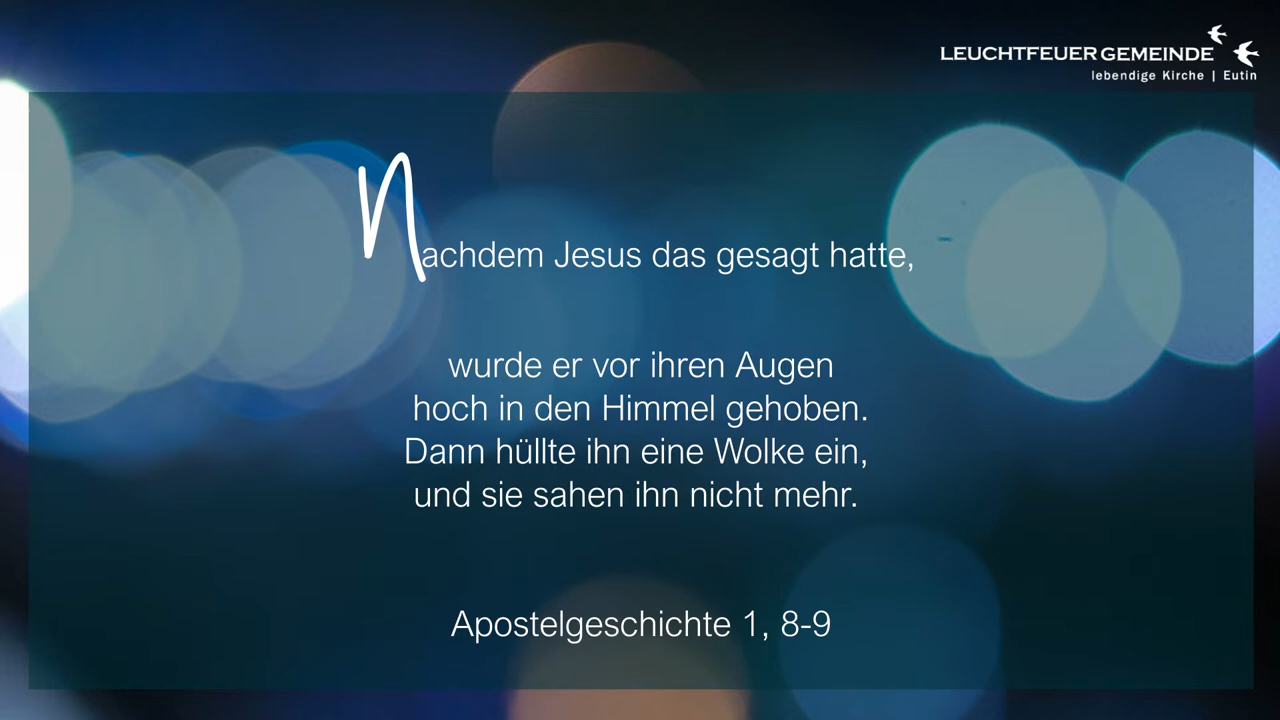 LEUCHTFEUER GEMEINDE
lebendige Kirche | Eutin
Nachdem Jesus das gesagt hatte,
wurde er vor ihren Augen
hoch in den Himmel gehoben.
Dann hüllte ihn eine Wolke ein,
und sie sahen ihn nicht mehr.
Apostelgeschichte 1, 8-9